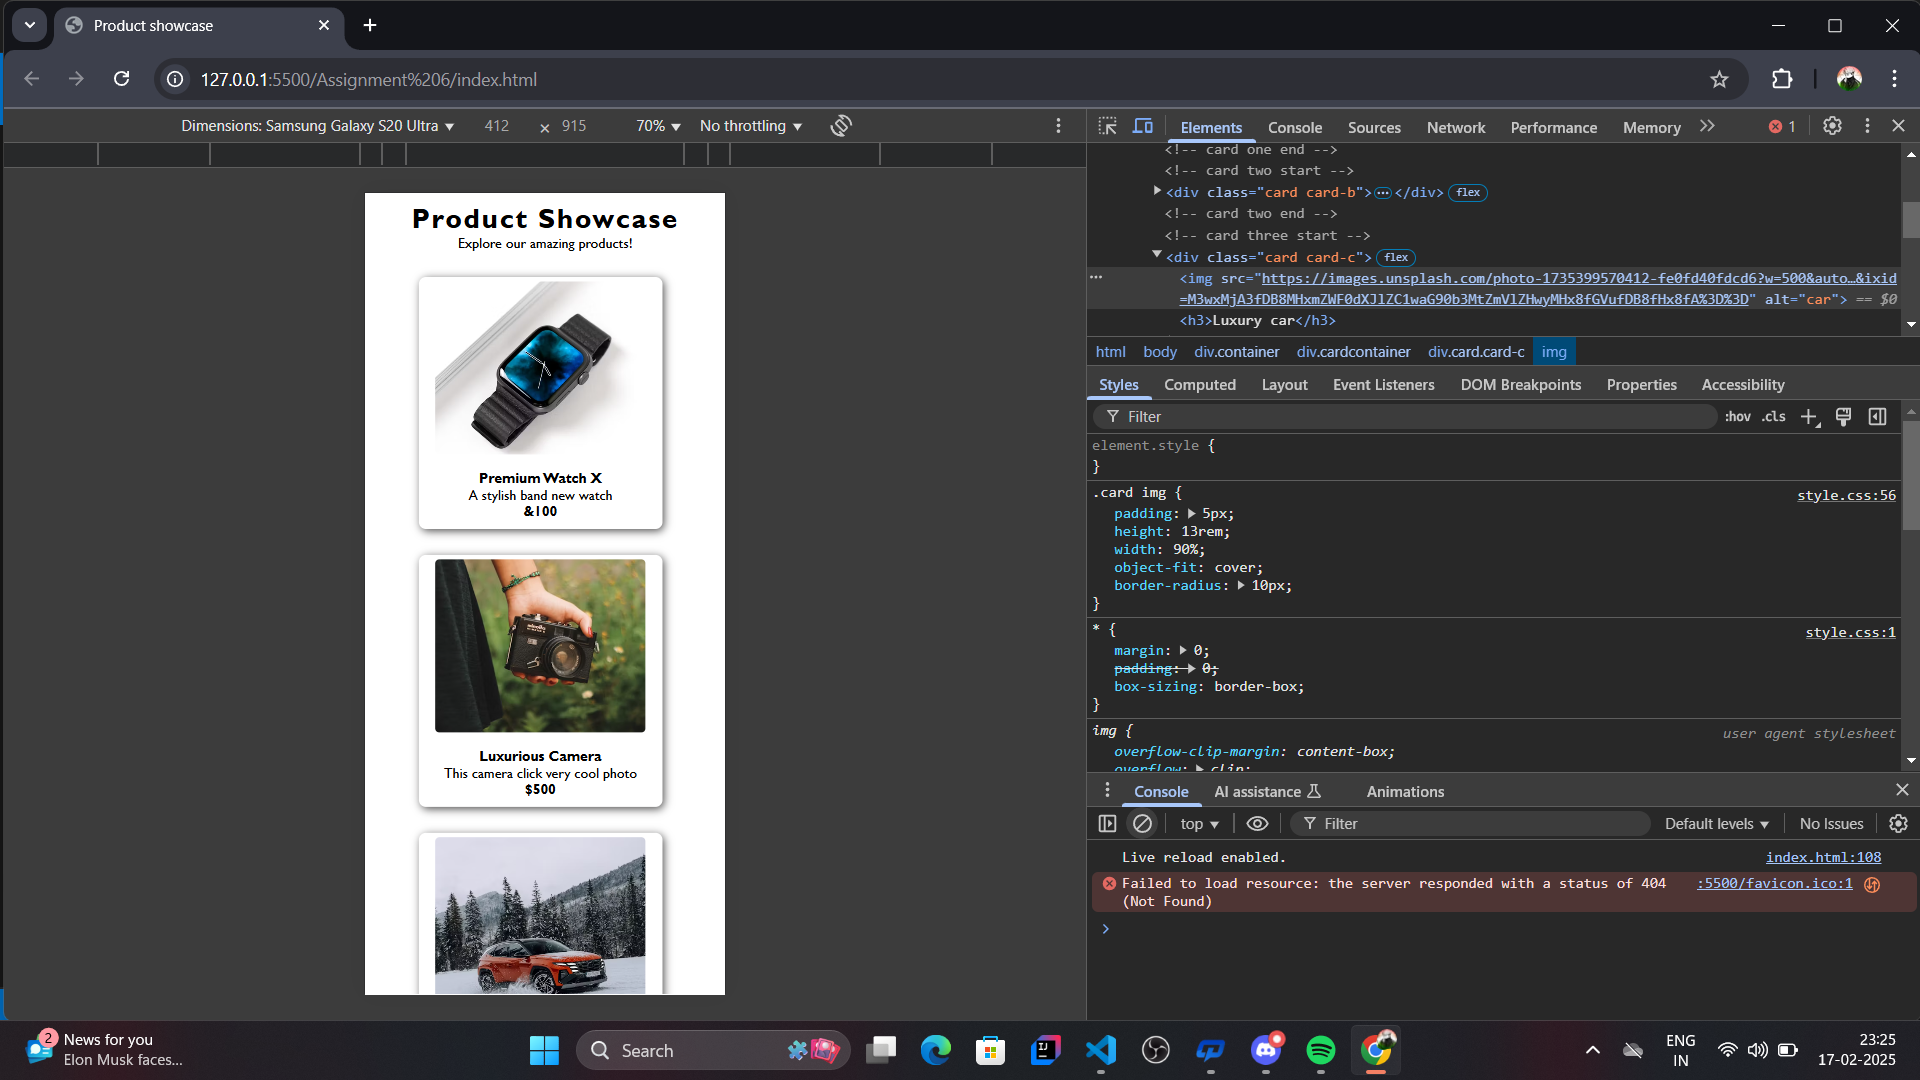 Product showcase
127.0.0.1:5500/Assignment%206/index.html
Dimensions: Samsung Galaxy S20 Ultra 412 × 915 70% No throttling
Elements Console Sources Network Performance Memory 1
Product Showcase
Explore our amazing products!
Premium Watch X
A stylish band new watch
&100
Luxurious Camera
This camera click very cool photo
$500
<!-- card one end -->
<!-- card two start -->
<div class="card card-b">…</div> flex
<!-- card two end -->
<!-- card three start -->
<div class="card card-c"> flex
<img src="https://images.unsplash.com/photo-1735399570412-fe0fd40fdcd6?w=500&auto…&ixid
=M3wxMjA3fDB8MHxmZWF0dXJlZC1waG90b3MtZmVlZHwyMHx8fGVufDB8fHx8fA%3D%3D" alt="car"> == $0
<h3>Luxury car</h3>
html body div.container div.cardcontainer div.card.card-c img
Styles Computed Layout Event Listeners DOM Breakpoints Properties Accessibility
Filter :hov .cls
element.style {
}
.card img { style.css:56
padding: 5px;
height: 13rem;
width: 90%;
object-fit: cover;
border-radius: 10px;
}
* { style.css:1
margin: 0;
padding: 0;
box-sizing: border-box;
}
img { user agent stylesheet
overflow-clip-margin: content-box;
overflow: clip;
Console AI assistance Animations
top Filter Default levels No Issues
Live reload enabled. index.html:108
Failed to load resource: the server responded with a status of 404 :5500/favicon.ico:1
(Not Found)
2
News for you
Elon Musk faces...
Search
ENG
IN
23:25
17-02-2025